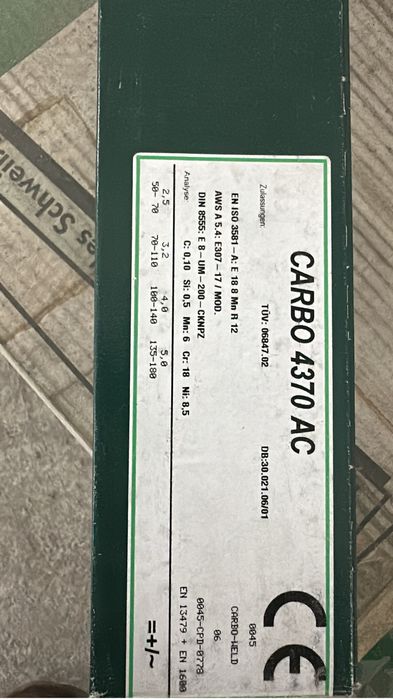 CARBO 4370 AC
Zulassungen: TÜV: 06847.02 DB:30.021.06/01
EN ISO 3581-A: E 18 8 Mn R 12
AWS A 5.4: E307-17 / MOD.
DIN 8555: E 8-UM-200-CKNPZ
Analyse: C: 0,10 Si: 0,5 Mn: 6 Cr: 18 Ni: 8,5
2,5 3,2 4,0 5,0
50- 70 70-110 100-140 135-180
CE
0045
CARBO-WELD
06
0045-CPD-0778
EN 13479 + EN 1600
=+/~
es Schwei